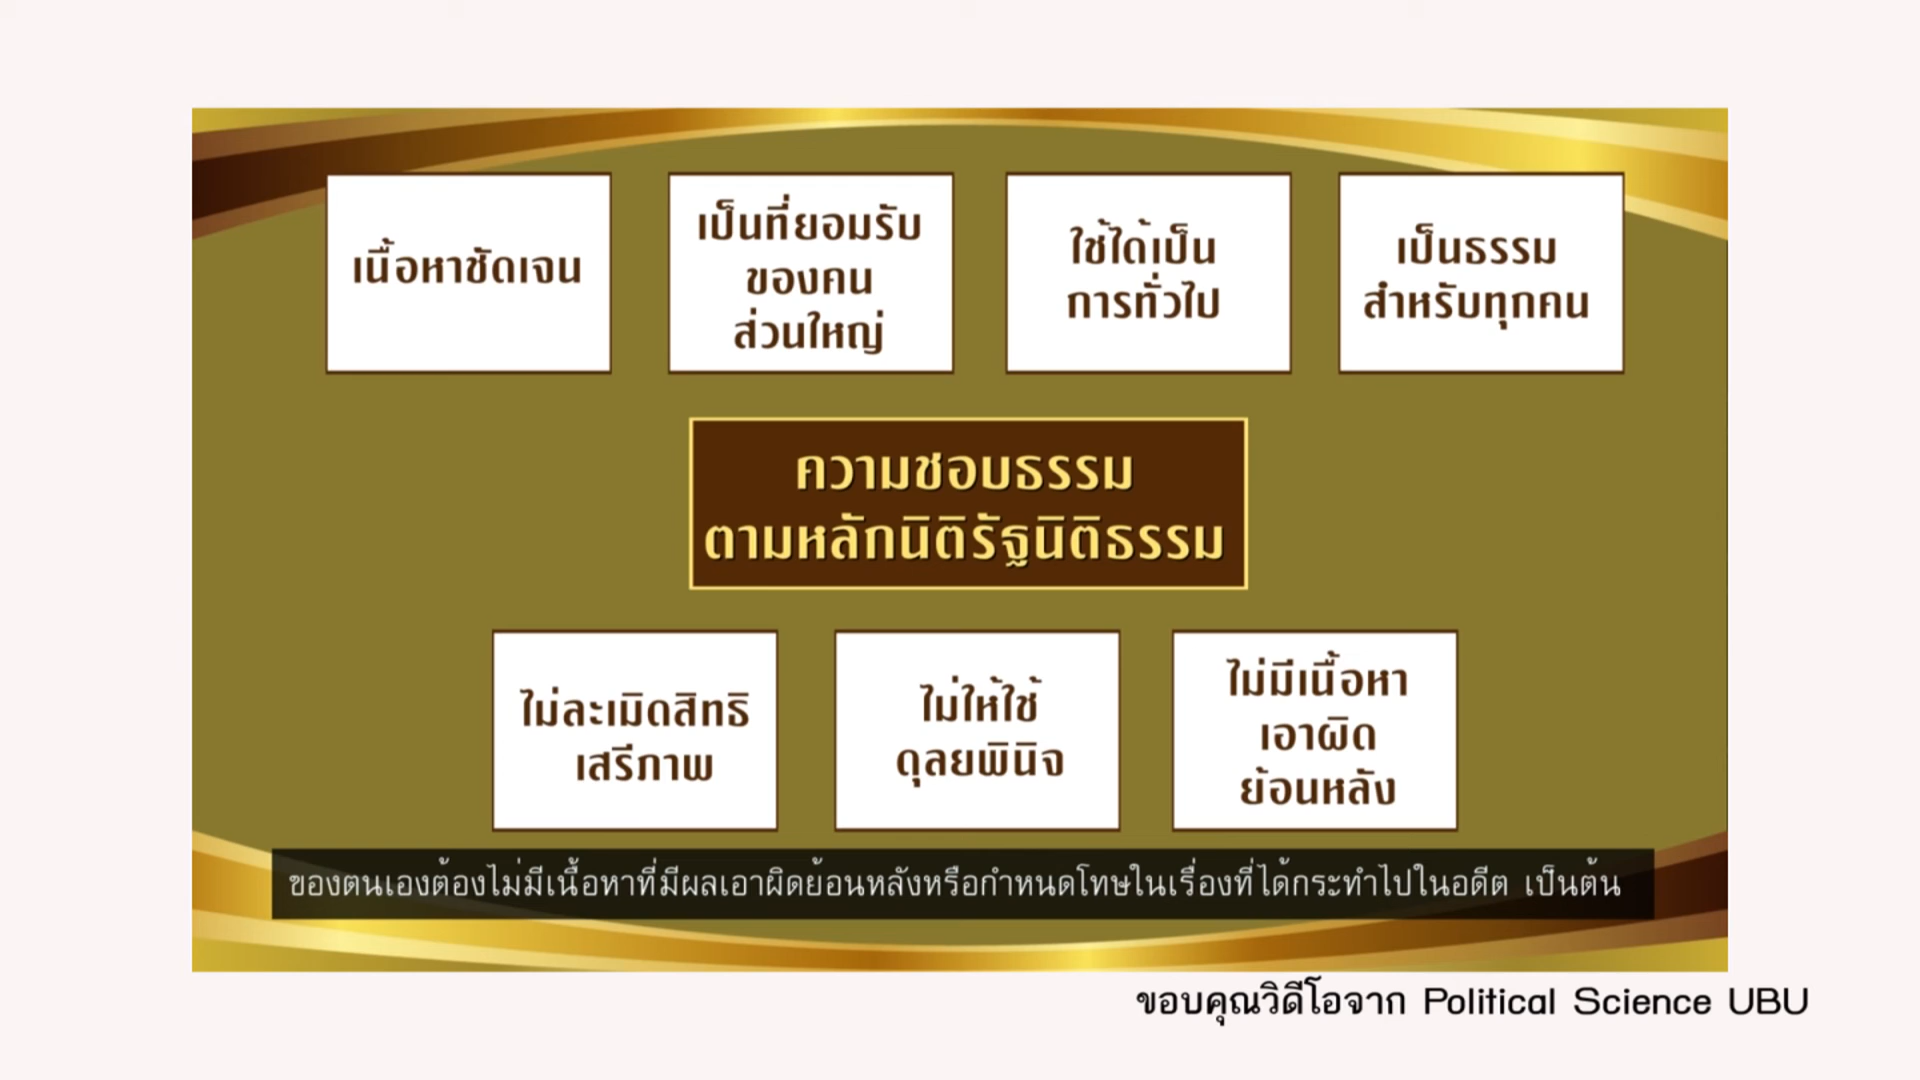 เนื้อหาชัดเจน
เป็นที่ยอมรับ
ของคน
ส่วนใหญ่
ใช้ได้เป็น
การทั่วไป
เป็นธรรม
สำหรับทุกคน
ความชอบธรรม
ตามหลักนิติรัฐนิติธรรม
ไม่ละเมิดสิทธิ
เสรีภาพ
ไม่ให้ใช้
ดุลยพินิจ
ไม่มีเนื้อหา
เอาผิด
ย้อนหลัง
ของตนเองต้องไม่มีเนื้อหาที่มีผลเอาผิดย้อนหลังหรือกำหนดโทษในเรื่องที่ได้กระทำไปในอดีต เป็นต้น
ขอบคุณวิดีโอจาก Political Science UBU